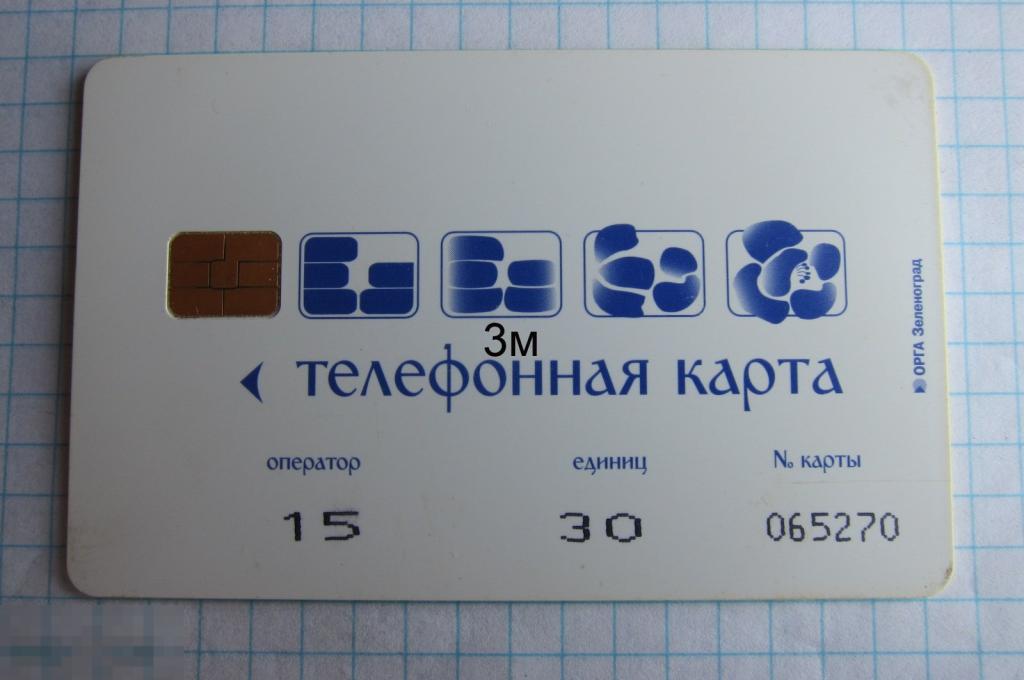 3м
телефонная карта
оператор единиц № карты
15 30 065270
ОРГА Зеленоград